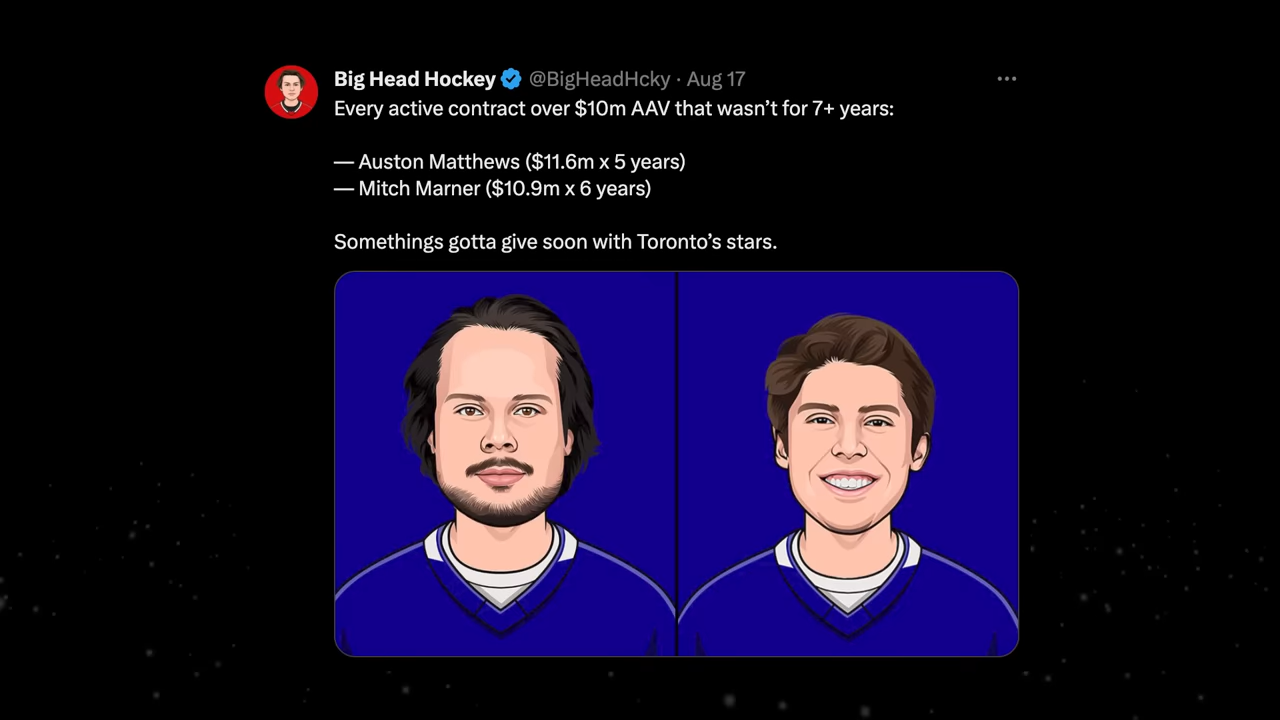 Big Head Hockey @BigHeadHcky · Aug 17
Every active contract over $10m AAV that wasn’t for 7+ years:
— Auston Matthews ($11.6m x 5 years)
— Mitch Marner ($10.9m x 6 years)
Somethings gotta give soon with Toronto’s stars.